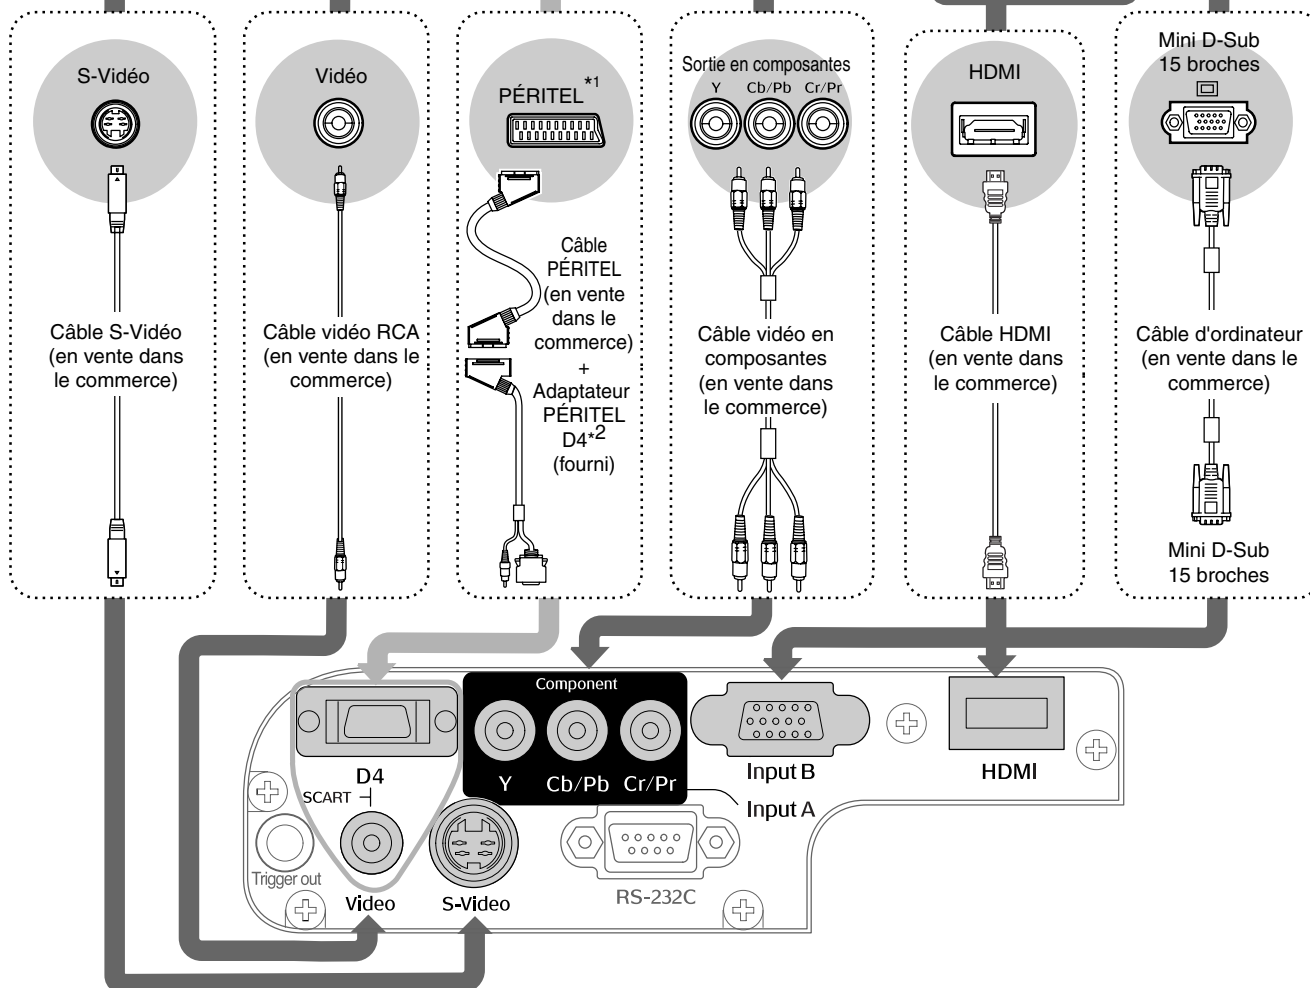 S-Vidéo
Câble S-Vidéo
(en vente dans
le commerce)
Vidéo
Câble vidéo RCA
(en vente dans le
commerce)
PÉRITEL*1
Câble
PÉRITEL
(en vente
dans le
commerce)
+
Adaptateur
PÉRITEL
D4*2
(fourni)
Sortie en composantes
Y Cb/Pb Cr/Pr
Câble vidéo en
composantes
(en vente dans
le commerce)
HDMI
Câble HDMI
(en vente dans
le commerce)
Mini D-Sub
15 broches
Câble d'ordinateur
(en vente dans le
commerce)
Mini D-Sub
15 broches
Component
Y Cb/Pb Cr/Pr
Input A
Input B
HDMI
D4
SCART
Trigger out
Video
S-Video
RS-232C